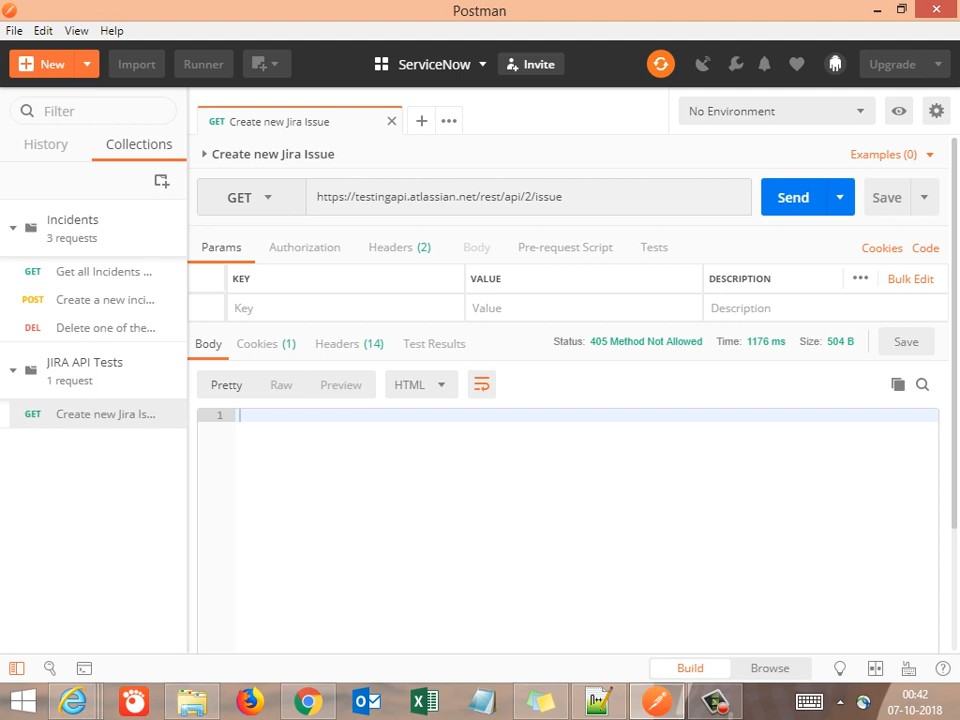 Postman
File Edit View Help
New Import Runner ServiceNow Invite Upgrade
Filter
History Collections
GET Create new Jira Issue
No Environment
Create new Jira Issue
Examples (0)
GET https://testingapi.atlassian.net/rest/api/2/issue Send Save
Incidents
3 requests
GET Get all Incidents ...
POST Create a new inci...
DEL Delete one of the...
JIRA API Tests
1 request
GET Create new Jira Is...
Params Authorization Headers (2) Body Pre-request Script Tests Cookies Code
KEY VALUE DESCRIPTION Bulk Edit
Key Value Description
Body Cookies (1) Headers (14) Test Results Status: 405 Method Not Allowed Time: 1176 ms Size: 504 B Save
Pretty Raw Preview HTML
1
Build Browse
00:42
07-10-2018